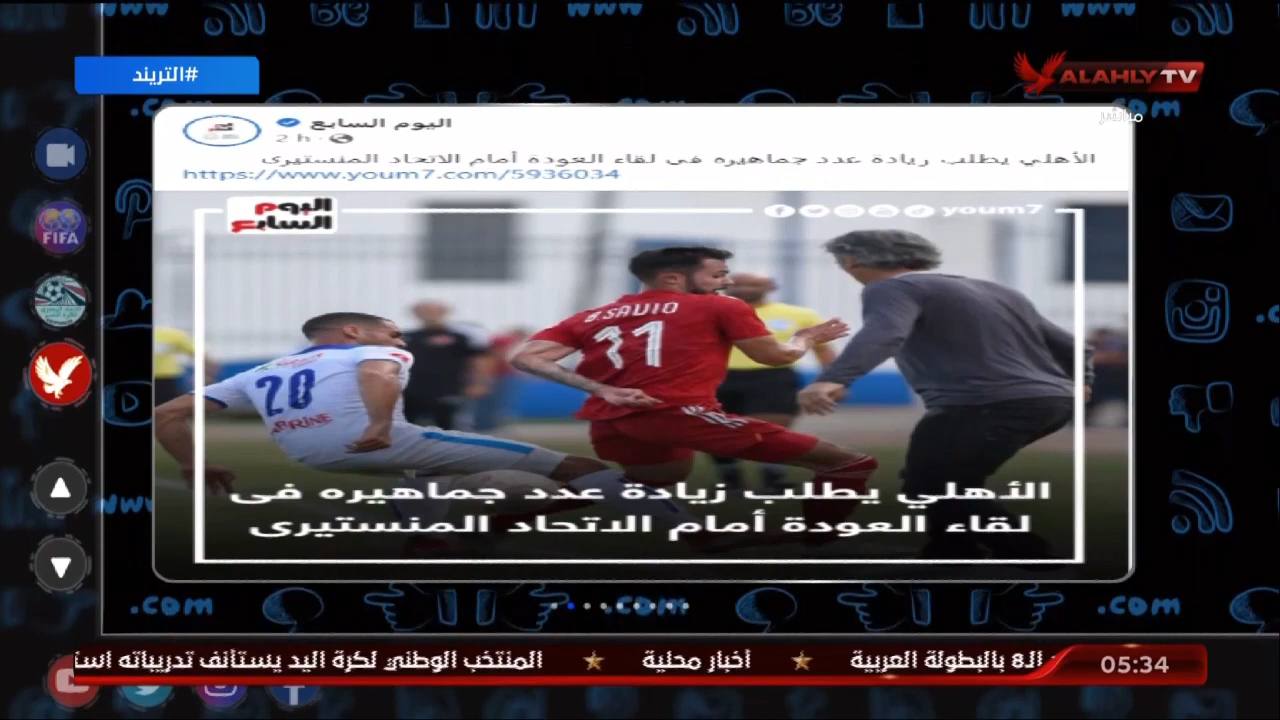 #التريند
ALAHLY TV
مباشر
اليوم السابع
2 h ·
الأهلي يطلب زيادة عدد جماهيره فى لقاء العودة أمام الاتحاد المنستيرى
https://www.youm7.com/5936034
اليوم السابع
youm7
FIFA
B.SAVIO
11
20
الأهلي يطلب زيادة عدد جماهيره فى
لقاء العودة أمام الاتحاد المنستيرى
.com
.com
.com
الـ8 بالبطولة العربية ★ أخبار محلية ★ المنتخب الوطني لكرة اليد يستأنف تدريباته
05:34